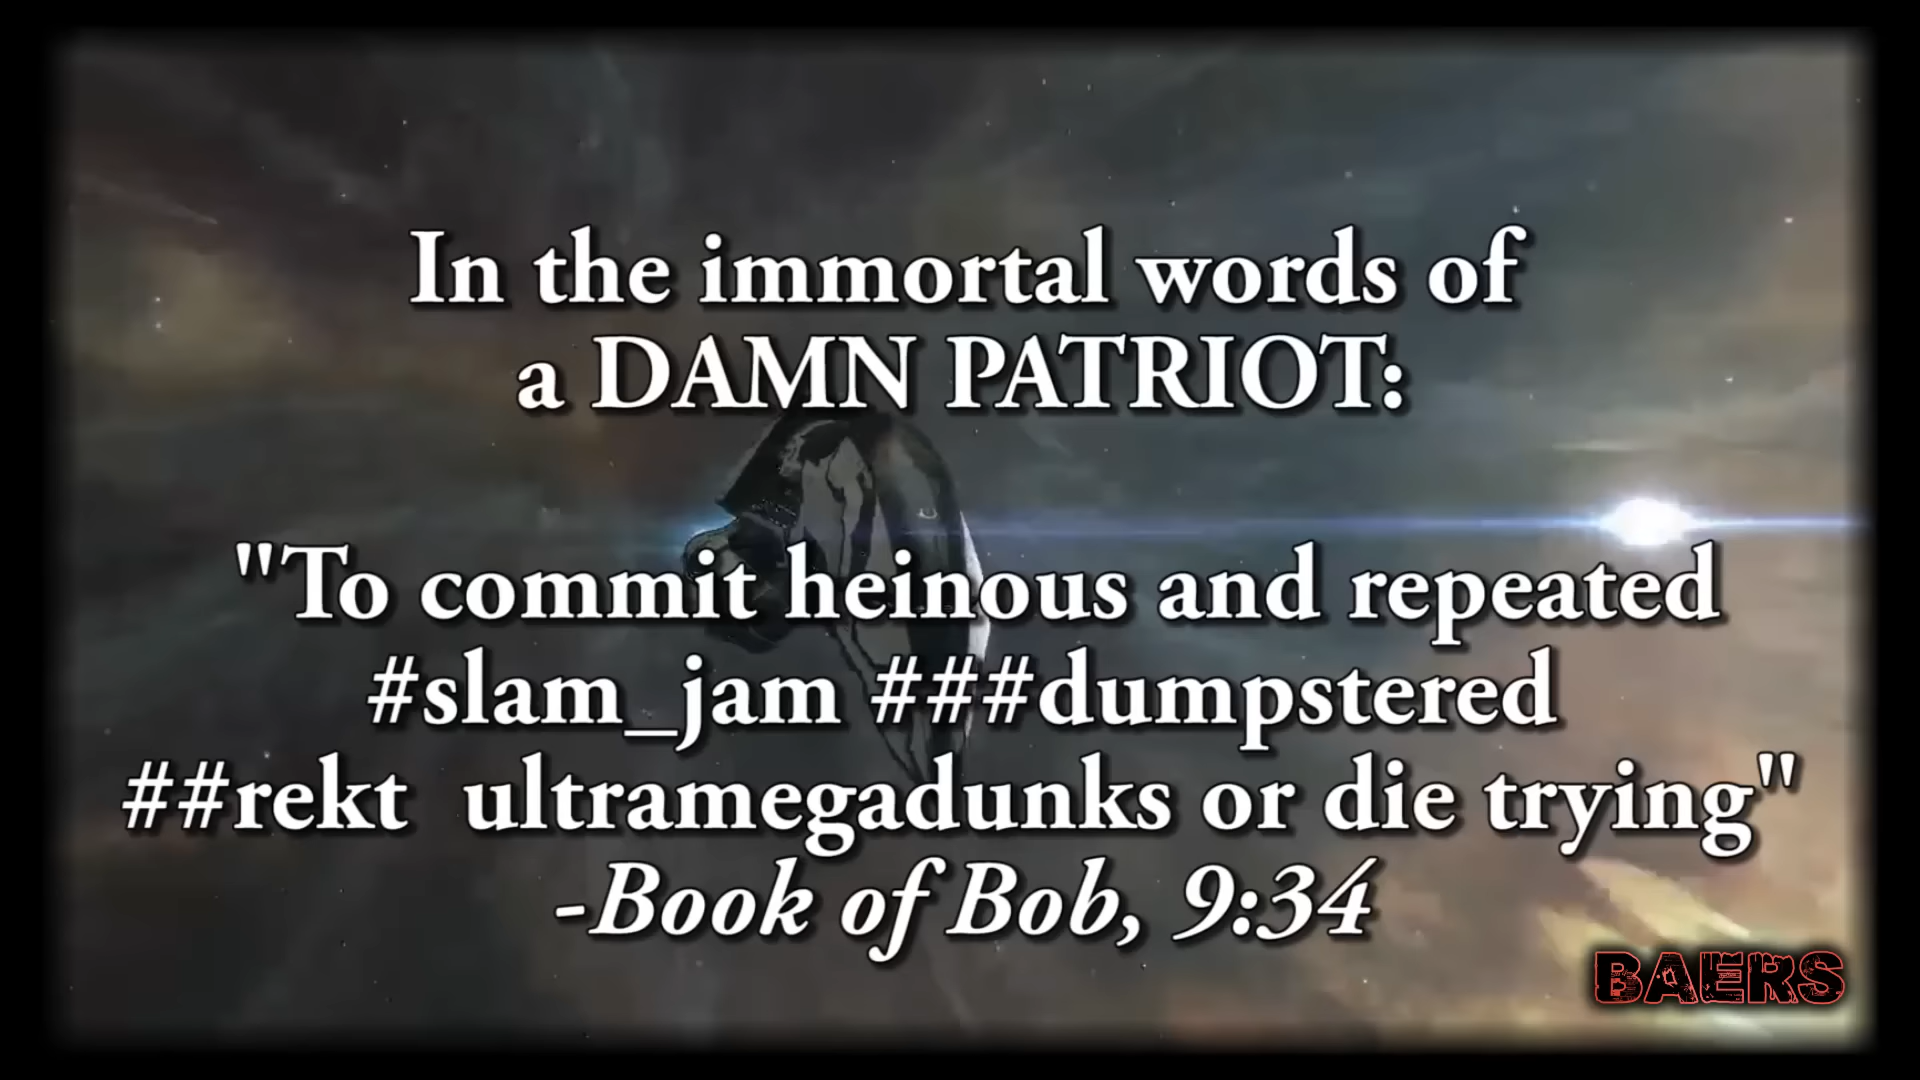 In the immortal words of
a DAMN PATRIOT:
"To commit heinous and repeated
#slam_jam ###dumpstered
##rekt  ultramegadunks or die trying"
-Book of Bob, 9:34
BAERS